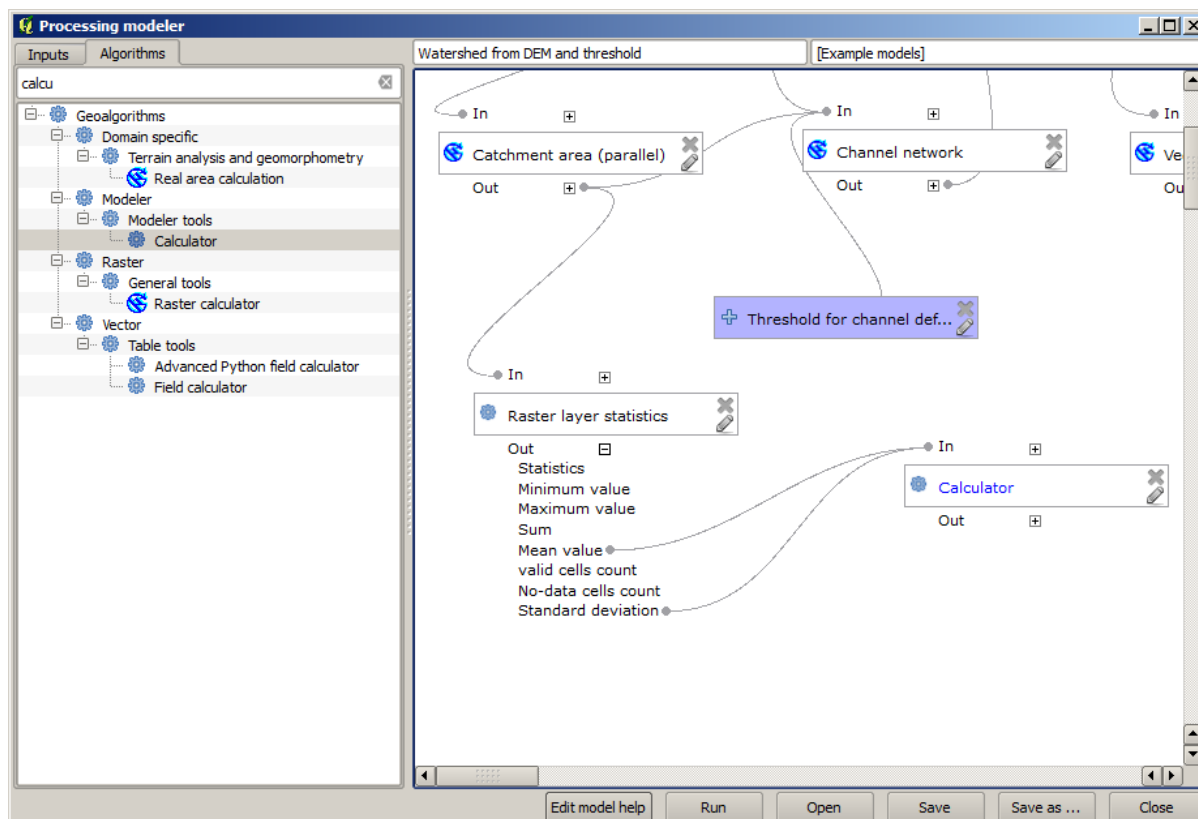 Processing modeler
Inputs
Algorithms
Watershed from DEM and threshold
[Example models]
calcu
Geoalgorithms
Domain specific
Terrain analysis and geomorphometry
Real area calculation
Modeler
Modeler tools
Calculator
Raster
General tools
Raster calculator
Vector
Table tools
Advanced Python field calculator
Field calculator
In
Catchment area (parallel)
Out
In
Channel network
Out
In
Threshold for channel def...
In
Raster layer statistics
Out
Statistics
Minimum value
Maximum value
Sum
Mean value
valid cells count
No-data cells count
Standard deviation
In
Calculator
Out
Edit model help
Run
Open
Save
Save as ...
Close